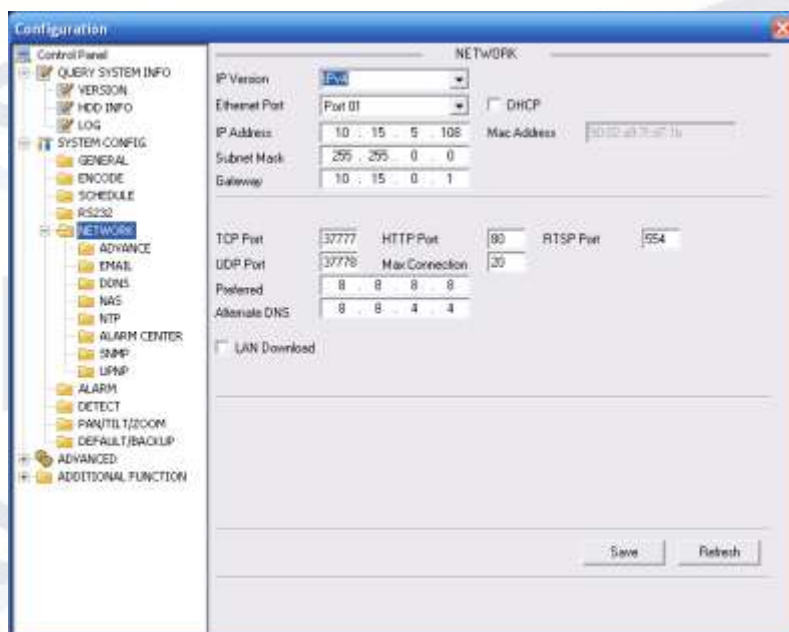 Configuration
Control Panel
QUERY SYSTEM INFO
VERSION
HDD INFO
LOG
SYSTEM CONFIG
GENERAL
ENCODE
SCHEDULE
RS232
NETWORK
ADVANCE
EMAIL
DDNS
NAS
NTP
ALARM CENTER
SNMP
UPNP
ALARM
DETECT
PAN/TILT/ZOOM
DEFAULT/BACKUP
ADVANCED
ADDITIONAL FUNCTION
NETWORK
IP Version IPv4
Ethernet Port Port 01 DHCP
IP Address 10 . 15 . 5 . 108 Mac Address
Subnet Mask 255 . 255 . 0 . 0
Gateway 10 . 15 . 0 . 1
TCP Port 37777 HTTP Port 80 RTSP Port 554
UDP Port 37778 Max Connection 20
Preferred 8 . 8 . 8 . 8
Alternate DNS 8 . 8 . 4 . 4
LAN Download
Save Refresh